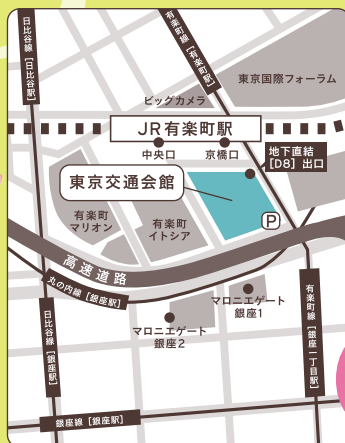 日比谷線［日比谷駅］
有楽町線［有楽町駅］
東京国際フォーラム
ビックカメラ
JR有楽町駅
中央口
京橋口
地下直結
［D8］出口
東京交通会館
有楽町
マリオン
有楽町
イトシア
P
高速道路
丸の内線［銀座駅］
マロニエゲート
銀座1
マロニエゲート
銀座2
日比谷線［銀座駅］
有楽町線［銀座一丁目駅］
銀座線［銀座駅］